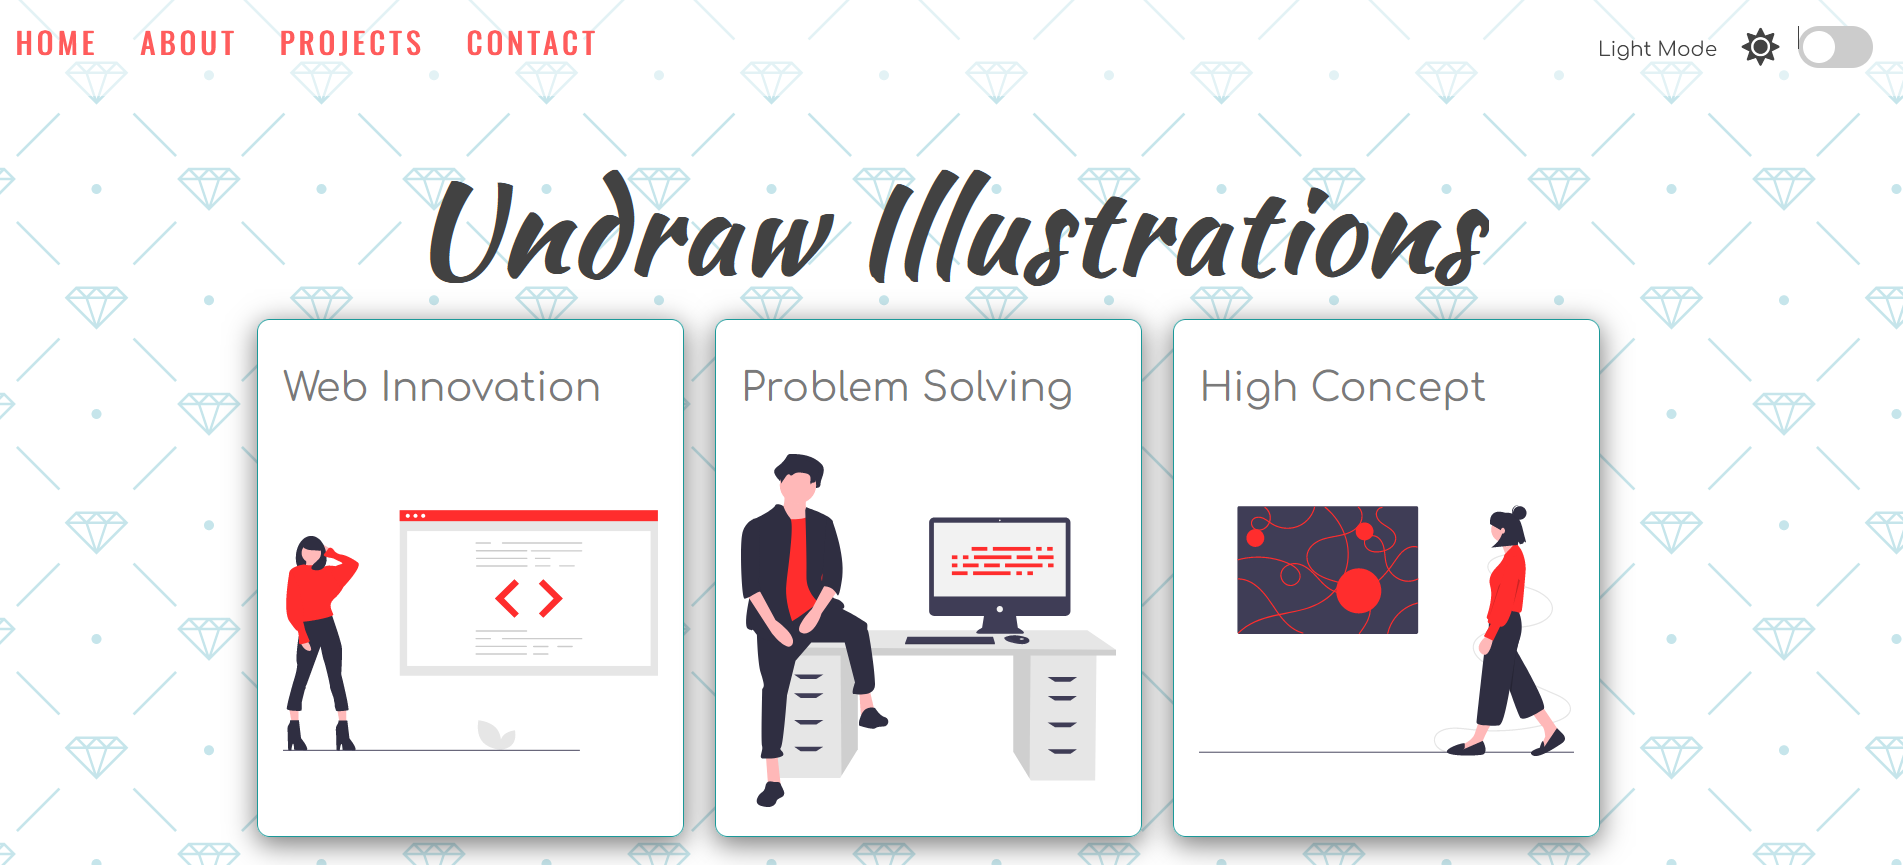 HOME ABOUT PROJECTS CONTACT Light Mode
Undraw Illustrations
Web Innovation
Problem Solving
High Concept